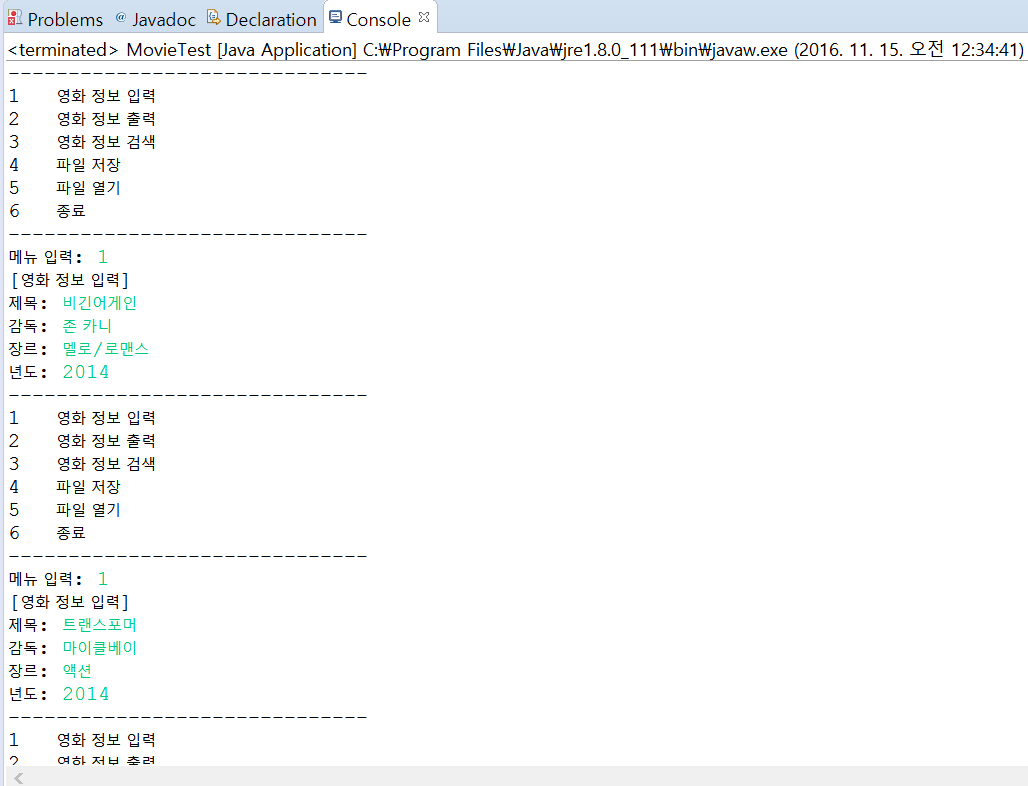 Problems @ Javadoc Declaration Console
<terminated> MovieTest [Java Application] C:₩Program Files₩Java₩jre1.8.0_111₩bin₩javaw.exe (2016. 11. 15. 오전 12:34:41)
------------------------------
1 영화 정보 입력
2 영화 정보 출력
3 영화 정보 검색
4 파일 저장
5 파일 열기
6 종료
------------------------------
메뉴 입력: 1
[영화 정보 입력]
제목: 비긴어게인
감독: 존 카니
장르: 멜로/로맨스
년도: 2014
------------------------------
1 영화 정보 입력
2 영화 정보 출력
3 영화 정보 검색
4 파일 저장
5 파일 열기
6 종료
------------------------------
메뉴 입력: 1
[영화 정보 입력]
제목: 트랜스포머
감독: 마이클베이
장르: 액션
년도: 2014
------------------------------
1 영화 정보 입력
2 영화 정보 출력